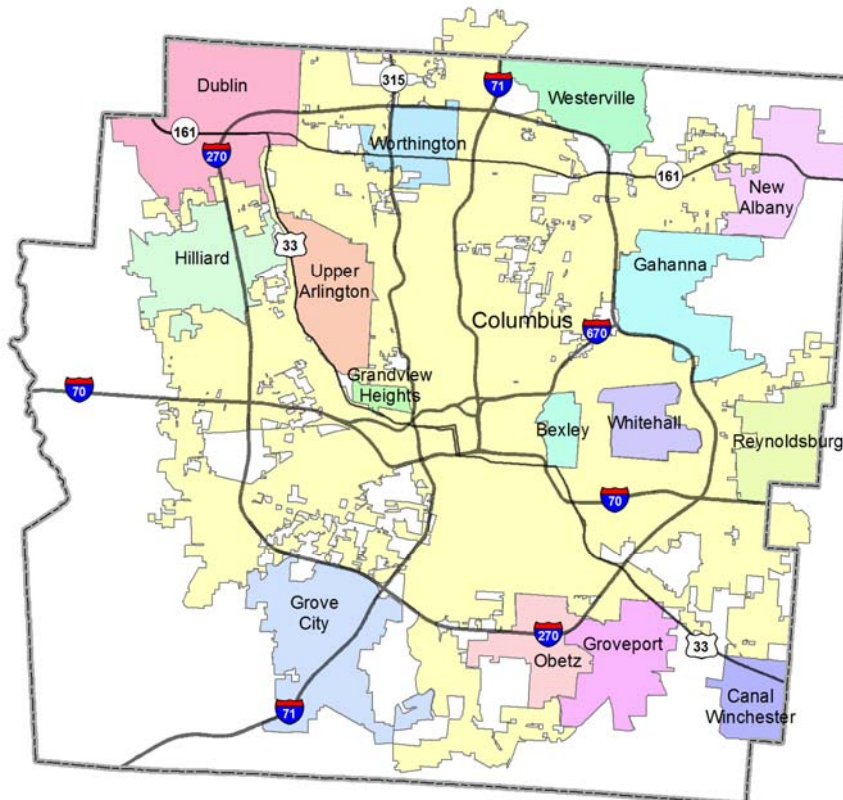 315
71
Dublin
Westerville
161
Worthington
270
161
New
Albany
33
Hilliard
Upper
Arlington
Gahanna
Columbus
670
70
Grandview
Heights
Bexley
Whitehall
Reynoldsburg
70
Grove
City
270
Groveport
33
Obetz
Canal
Winchester
71